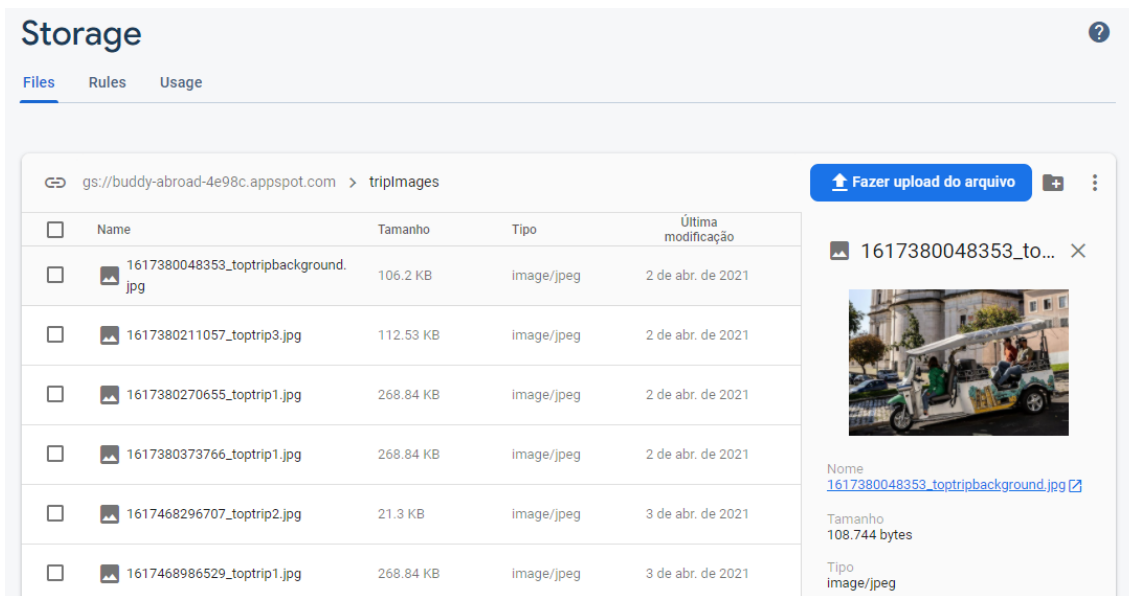 Storage
Files Rules Usage
gs://buddy-abroad-4e98c.appspot.com > tripImages
Fazer upload do arquivo
Name Tamanho Tipo Última
modificação
1617380048353_toptripbackground.
jpg
106.2 KB image/jpeg 2 de abr. de 2021
1617380211057_toptrip3.jpg 112.53 KB image/jpeg 2 de abr. de 2021
1617380270655_toptrip1.jpg 268.84 KB image/jpeg 2 de abr. de 2021
1617380373766_toptrip1.jpg 268.84 KB image/jpeg 2 de abr. de 2021
1617468296707_toptrip2.jpg 21.3 KB image/jpeg 3 de abr. de 2021
1617468986529_toptrip1.jpg 268.84 KB image/jpeg 3 de abr. de 2021
1617380048353_to...
Nome
1617380048353_toptripbackground.jpg
Tamanho
108.744 bytes
Tipo
image/jpeg